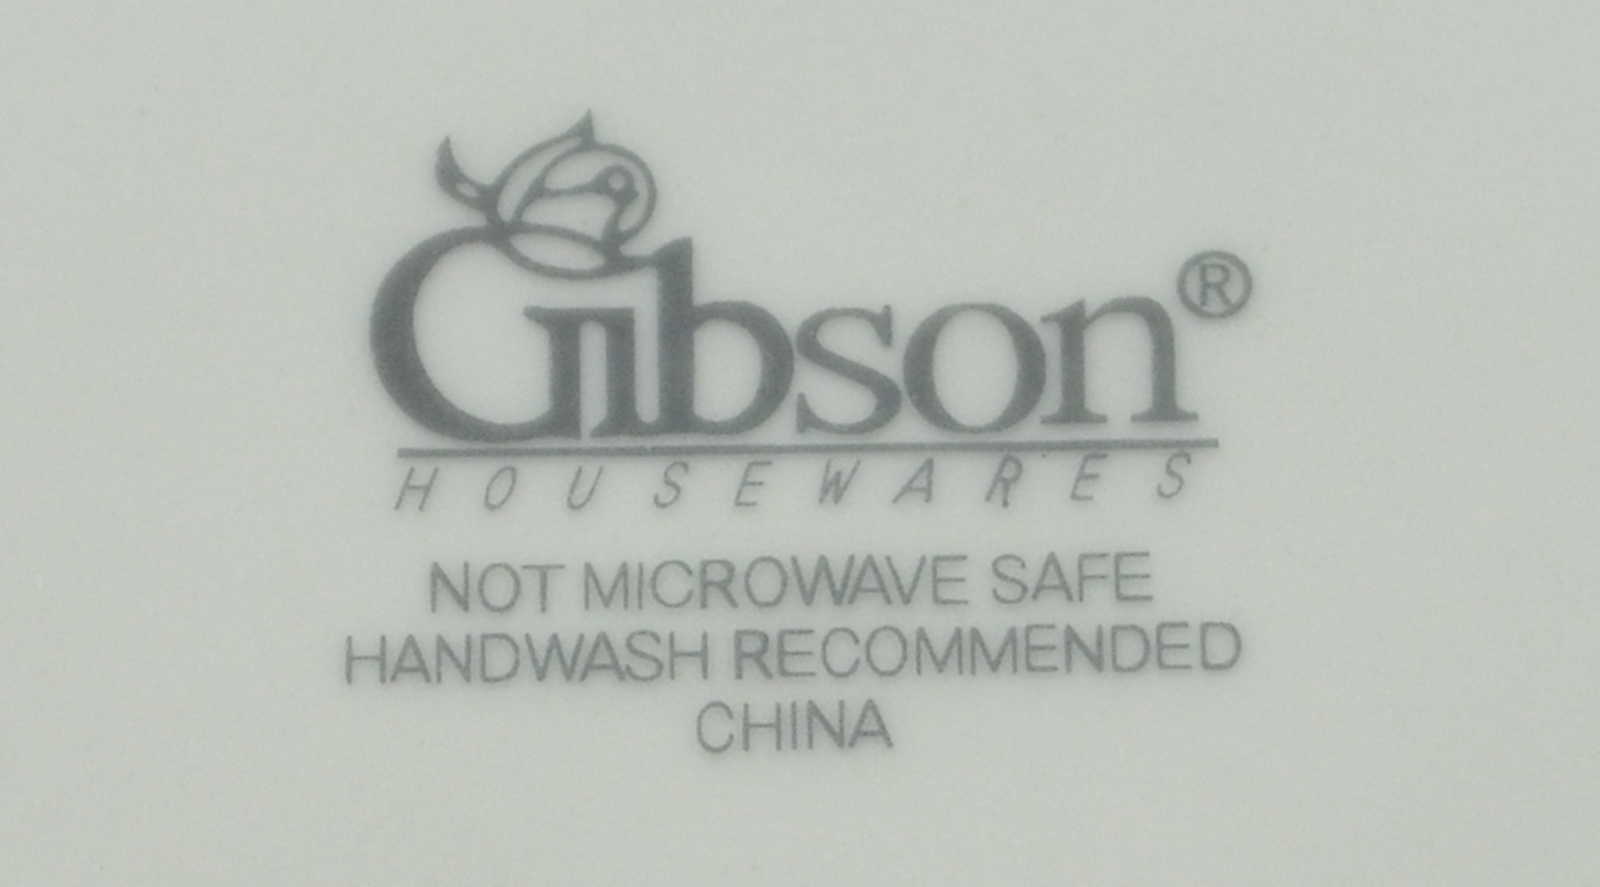 Gibson®
HOUSEWARES
NOT MICROWAVE SAFE
HANDWASH RECOMMENDED
CHINA